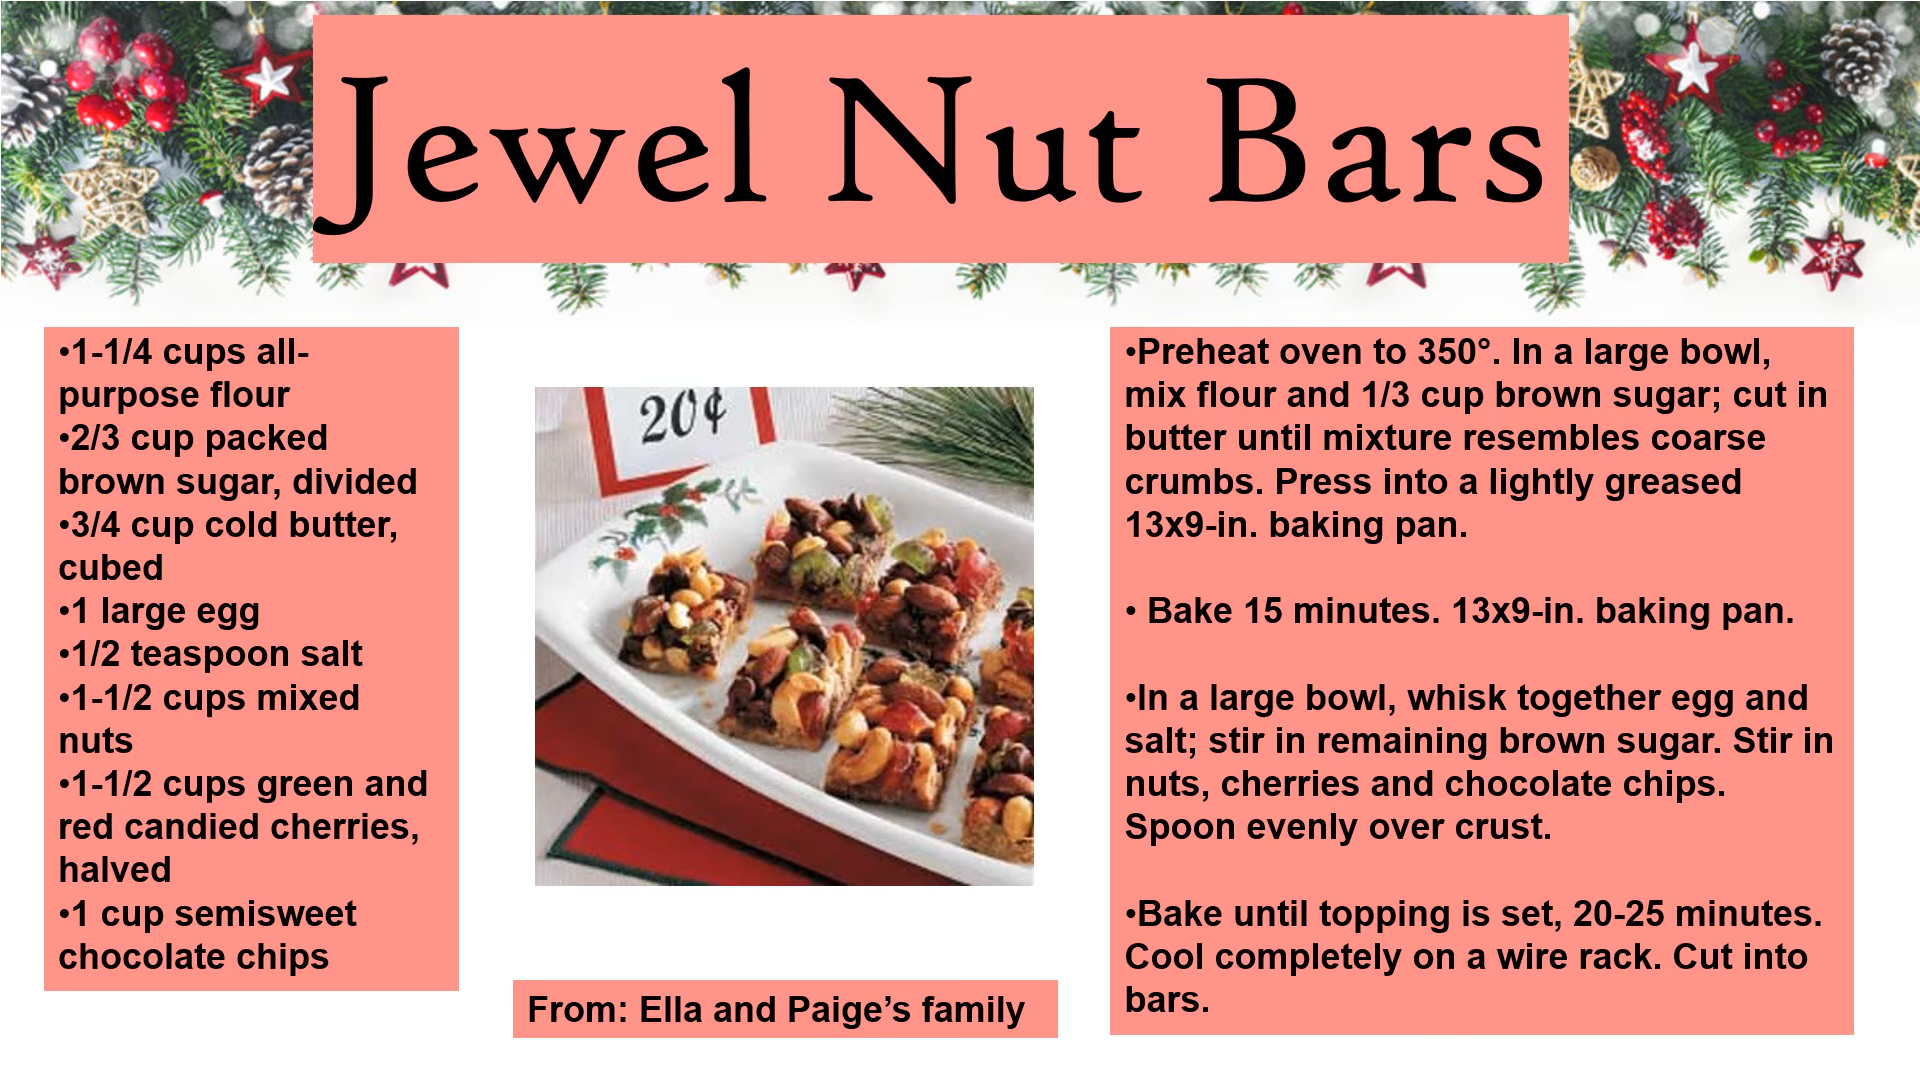 Jewel Nut Bars
•1-1/4 cups all-
purpose flour
•2/3 cup packed
brown sugar, divided
•3/4 cup cold butter,
cubed
•1 large egg
•1/2 teaspoon salt
•1-1/2 cups mixed
nuts
•1-1/2 cups green and
red candied cherries,
halved
•1 cup semisweet
chocolate chips
20¢
From: Ella and Paige’s family
•Preheat oven to 350°. In a large bowl,
mix flour and 1/3 cup brown sugar; cut in
butter until mixture resembles coarse
crumbs. Press into a lightly greased
13x9-in. baking pan.
• Bake 15 minutes. 13x9-in. baking pan.
•In a large bowl, whisk together egg and
salt; stir in remaining brown sugar. Stir in
nuts, cherries and chocolate chips.
Spoon evenly over crust.
•Bake until topping is set, 20-25 minutes.
Cool completely on a wire rack. Cut into
bars.